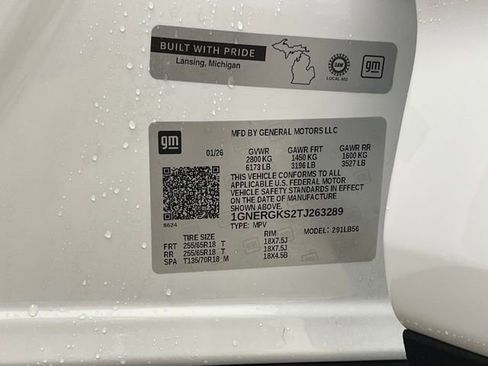 BUILT WITH PRIDE
Lansing, Michigan
UAW
LOCAL 602
gm
gm
MFD BY GENERAL MOTORS LLC
01/26 GVWR GAWR FRT GAWR RR
2800 KG 1450 KG 1600 KG
6173 LB 3196 LB 3527 LB
THIS VEHICLE CONFORMS TO ALL
APPLICABLE U.S. FEDERAL MOTOR
VEHICLE SAFETY STANDARDS IN EFFECT
ON THE DATE OF MANUFACTURE SHOWN ABOVE.
1GNERGKS2TJ263289
TYPE: MPV MODEL: 291LB56
8624
TIRE SIZE RIM
FRT 255/65R18 T 18X7.5J
RR 255/65R18 T 18X7.5J
SPA T135/70R18 M 18X4.5B